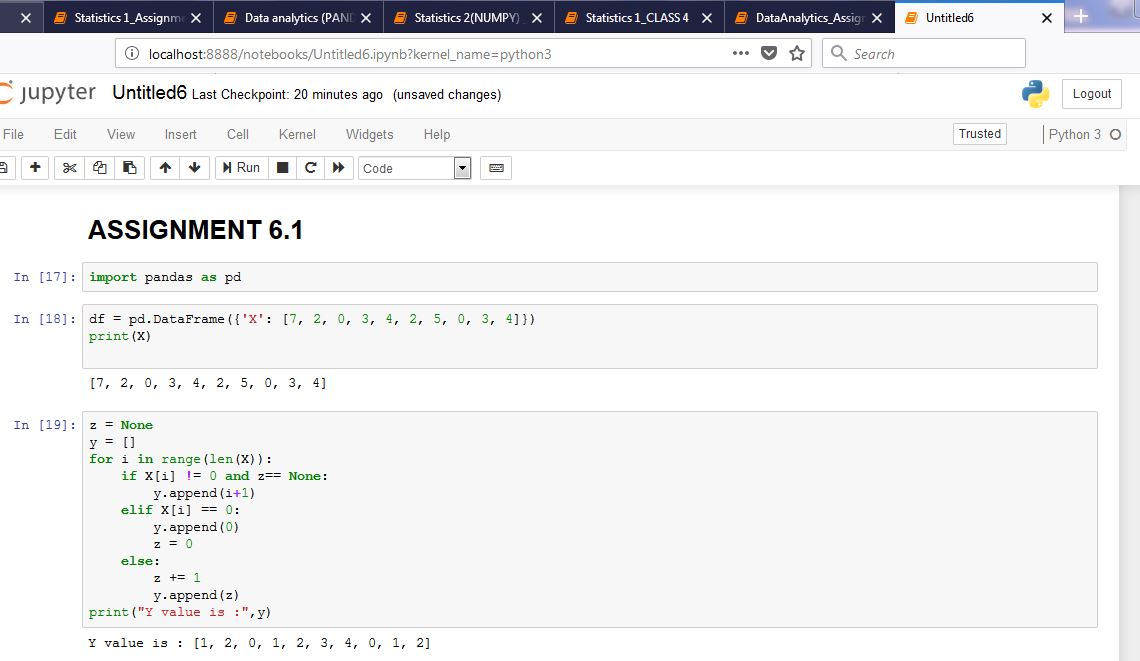 Statistics 1_Assignme
Data analytics (PAND
Statistics 2(NUMPY)
Statistics 1_CLASS 4
DataAnalytics_Assign
Untitled6
localhost:8888/notebooks/Untitled6.ipynb?kernel_name=python3
Search
jupyter Untitled6 Last Checkpoint: 20 minutes ago (unsaved changes)
Logout
File Edit View Insert Cell Kernel Widgets Help
Trusted
Python 3
Run
Code
ASSIGNMENT 6.1
In [17]: import pandas as pd
In [18]: df = pd.DataFrame({'X': [7, 2, 0, 3, 4, 2, 5, 0, 3, 4]})
print(X)
[7, 2, 0, 3, 4, 2, 5, 0, 3, 4]
In [19]: z = None
y = []
for i in range(len(X)):
    if X[i] != 0 and z== None:
        y.append(i+1)
    elif X[i] == 0:
        y.append(0)
        z = 0
    else:
        z += 1
        y.append(z)
print("Y value is :",y)
Y value is : [1, 2, 0, 1, 2, 3, 4, 0, 1, 2]